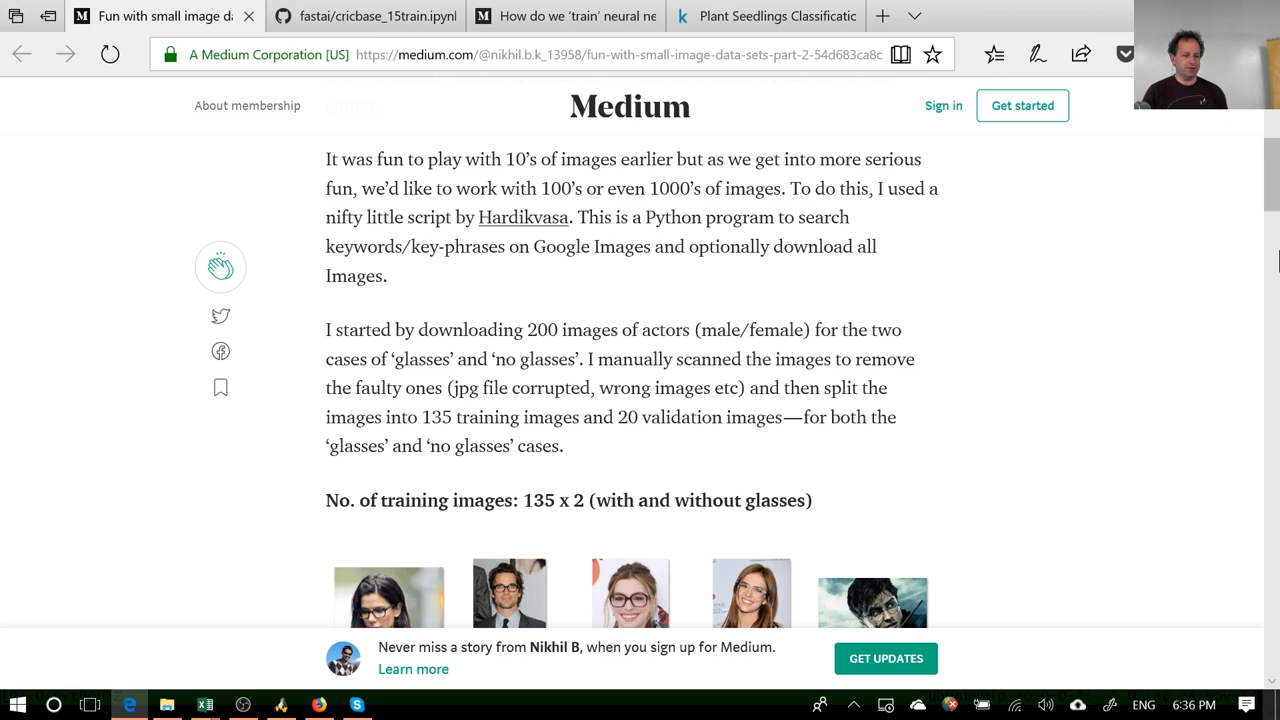 Fun with small image da
fastai/cricbase_15train.ipynl
How do we ‘train’ neural ne
Plant Seedlings Classificatic
A Medium Corporation [US]
https://medium.com/@nikhil.b.k_13958/fun-with-small-image-data-sets-part-2-54d683ca8c
About membership
Medium
Sign in
Get started
It was fun to play with 10’s of images earlier but as we get into more serious
fun, we’d like to work with 100’s or even 1000’s of images. To do this, I used a
nifty little script by Hardikvasa. This is a Python program to search
keywords/key-phrases on Google Images and optionally download all
Images.
I started by downloading 200 images of actors (male/female) for the two
cases of ‘glasses’ and ‘no glasses’. I manually scanned the images to remove
the faulty ones (jpg file corrupted, wrong images etc) and then split the
images into 135 training images and 20 validation images—for both the
‘glasses’ and ‘no glasses’ cases.
No. of training images: 135 x 2 (with and without glasses)
Never miss a story from Nikhil B, when you sign up for Medium.
Learn more
GET UPDATES
ENG
6:36 PM